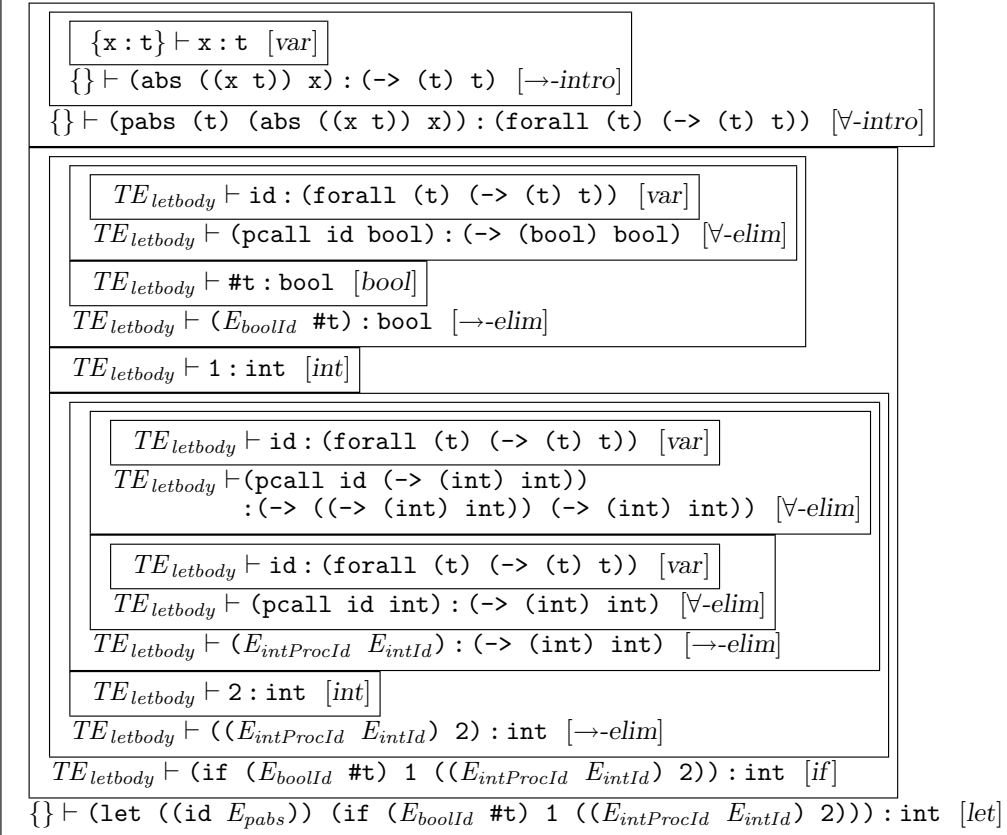 {x : t} ⊢ x : t [var]
{} ⊢ (abs ((x t)) x) : (-> (t) t) [→-intro]
{} ⊢ (pabs (t) (abs ((x t)) x)) : (forall (t) (-> (t) t)) [∀-intro]
TE_letbody ⊢ id : (forall (t) (-> (t) t)) [var]
TE_letbody ⊢ (pcall id bool) : (-> (bool) bool) [∀-elim]
TE_letbody ⊢ #t : bool [bool]
TE_letbody ⊢ (E_boolId #t) : bool [→-elim]
TE_letbody ⊢ 1 : int [int]
TE_letbody ⊢ id : (forall (t) (-> (t) t)) [var]
TE_letbody ⊢(pcall id (-> (int) int))
:(-> ((-> (int) int)) (-> (int) int)) [∀-elim]
TE_letbody ⊢ id : (forall (t) (-> (t) t)) [var]
TE_letbody ⊢ (pcall id int) : (-> (int) int) [∀-elim]
TE_letbody ⊢ (E_intProcId E_intId) : (-> (int) int) [→-elim]
TE_letbody ⊢ 2 : int [int]
TE_letbody ⊢ ((E_intProcId E_intId) 2) : int [→-elim]
TE_letbody ⊢ (if (E_boolId #t) 1 ((E_intProcId E_intId) 2)) : int [if]
{} ⊢ (let ((id E_pabs)) (if (E_boolId #t) 1 ((E_intProcId E_intId) 2))) : int [let]